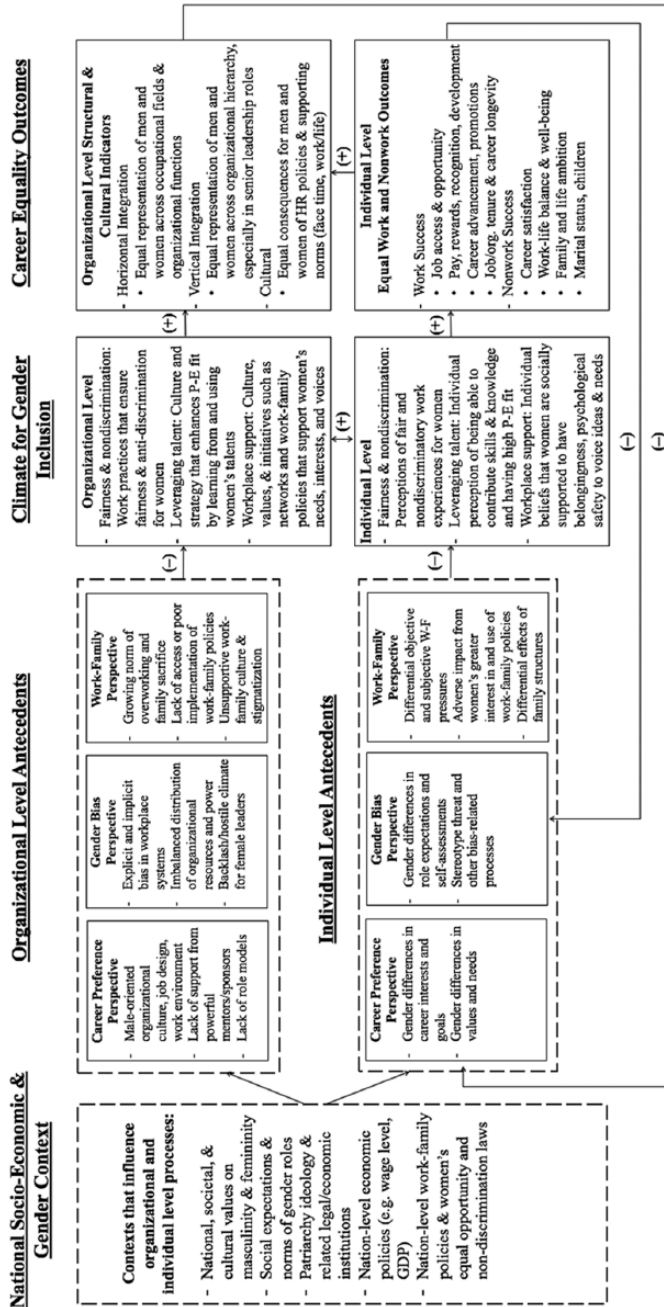 National Socio-Economic &
Gender Context
Contexts that influence
organizational and
individual level processes:
- National, societal, &
cultural values on
masculinity & femininity
- Social expectations &
norms of gender roles
- Patriarchy ideology &
related legal/economic
institutions
- Nation-level economic
policies (e.g. wage level,
GDP)
- Nation-level work-family
policies & women's
equal opportunity and
non-discrimination laws
Organizational Level Antecedents
Career Preference
Perspective
- Male-oriented
organizational
culture, job design,
work environment
- Lack of support from
powerful
mentors/sponsors
- Lack of role models
Gender Bias
Perspective
- Explicit and implicit
bias in workplace
systems
- Imbalanced distribution
of organizational
resources and power
- Backlash/hostile climate
for female leaders
Work-Family
Perspective
- Growing norm of
overworking and
family sacrifice
- Lack of access or poor
implementation of
work-family policies
- Unsupportive work-
family culture &
stigmatization
Individual Level Antecedents
Career Preference
Perspective
- Gender differences in
career interests and
goals
- Gender differences in
values and needs
Gender Bias
Perspective
- Gender differences in
role expectations and
self-assessments
- Stereotype threat and
other bias-related
processes
Work-Family
Perspective
- Differential objective
and subjective W-F
pressures
- Adverse impact from
women's greater
interest in and use of
work-family policies
- Differential effects of
family structures
(–)
(–)
Climate for Gender
Inclusion
Organizational Level
- Fairness & nondiscrimination:
Work practices that ensure
fairness & anti-discrimination
for women
- Leveraging talent: Culture and
strategy that enhances P-E fit
by learning from and using
women's talents
- Workplace support: Culture,
values, & initiatives such as
networks and work-family
policies that support women's
needs, interests, and voices
(+)
Individual Level
- Fairness & nondiscrimination:
Perceptions of fair and
nondiscriminatory work
experiences for women
- Leveraging talent: Individual
perception of being able to
contribute skills & knowledge
and having high P-E fit
- Workplace support: Individual
beliefs that women are socially
supported to have
belongingness, psychological
safety to voice ideas & needs
(+)
(+)
Career Equality Outcomes
Organizational Level Structural &
Cultural Indicators
- Horizontal Integration
• Equal representation of men and
women across occupational fields &
organizational functions
- Vertical Integration
• Equal representation of men and
women across organizational hierarchy,
especially in senior leadership roles
- Cultural
• Equal consequences for men and
women of HR policies & supporting
norms (face time, work/life)
(+)
Individual Level
Equal Work and Nonwork Outcomes
- Work Success
• Job access & opportunity
• Pay, rewards, recognition, development
• Career advancement, promotions
• Job/org. tenure & career longevity
- Nonwork Success
• Career satisfaction
• Work-life balance & well-being
• Family and life ambition
• Marital status, children
(–)
(–)